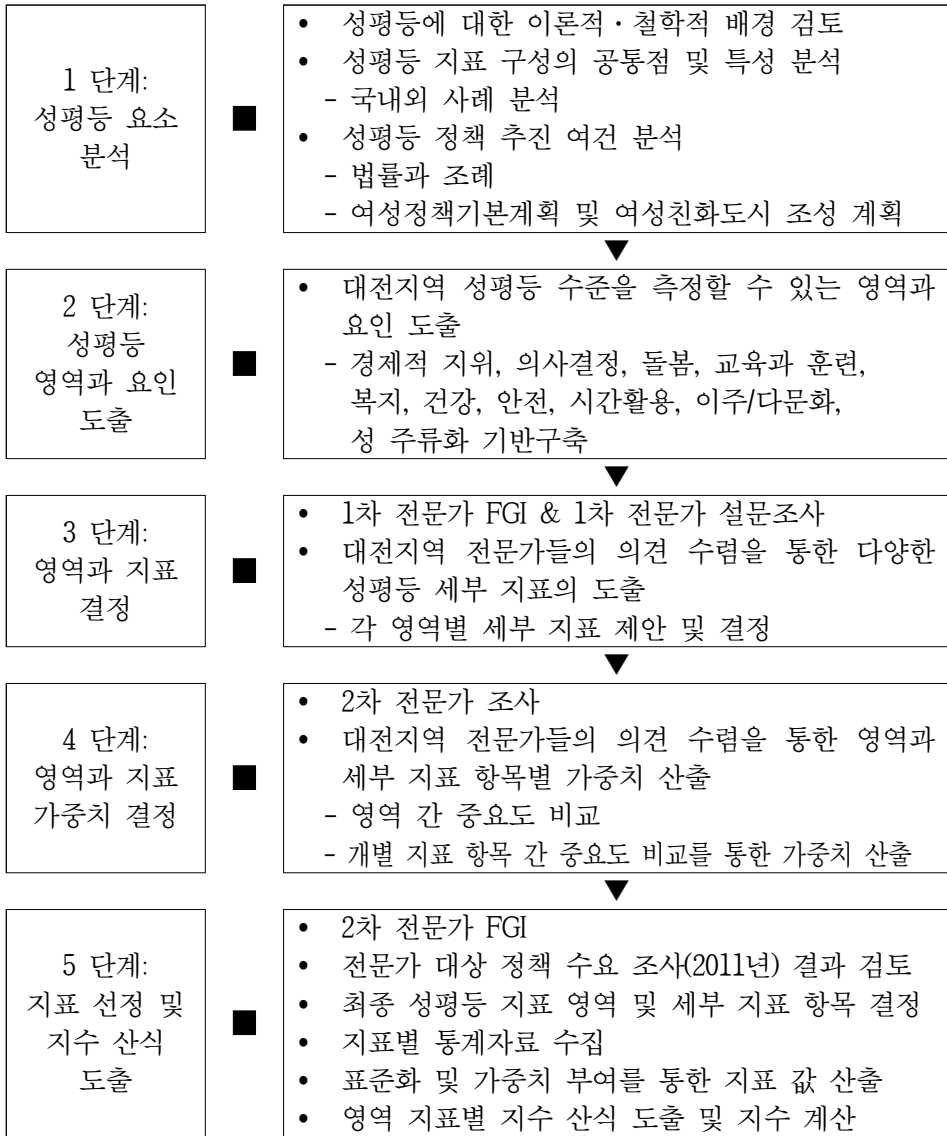 1 단계:
성평등 요소
분석
• 성평등에 대한 이론적·철학적 배경 검토
• 성평등 지표 구성의 공통점 및 특성 분석
- 국내외 사례 분석
• 성평등 정책 추진 여건 분석
- 법률과 조례
- 여성정책기본계획 및 여성친화도시 조성 계획
2 단계:
성평등
영역과 요인
도출
• 대전지역 성평등 수준을 측정할 수 있는 영역과
요인 도출
- 경제적 지위, 의사결정, 돌봄, 교육과 훈련,
복지, 건강, 안전, 시간활용, 이주/다문화,
성 주류화 기반구축
3 단계:
영역과 지표
결정
• 1차 전문가 FGI & 1차 전문가 설문조사
• 대전지역 전문가들의 의견 수렴을 통한 다양한
성평등 세부 지표의 도출
- 각 영역별 세부 지표 제안 및 결정
4 단계:
영역과 지표
가중치 결정
• 2차 전문가 조사
• 대전지역 전문가들의 의견 수렴을 통한 영역과
세부 지표 항목별 가중치 산출
- 영역 간 중요도 비교
- 개별 지표 항목 간 중요도 비교를 통한 가중치 산출
5 단계:
지표 선정 및
지수 산식
도출
• 2차 전문가 FGI
• 전문가 대상 정책 수요 조사(2011년) 결과 검토
• 최종 성평등 지표 영역 및 세부 지표 항목 결정
• 지표별 통계자료 수집
• 표준화 및 가중치 부여를 통한 지표 값 산출
• 영역 지표별 지수 산식 도출 및 지수 계산